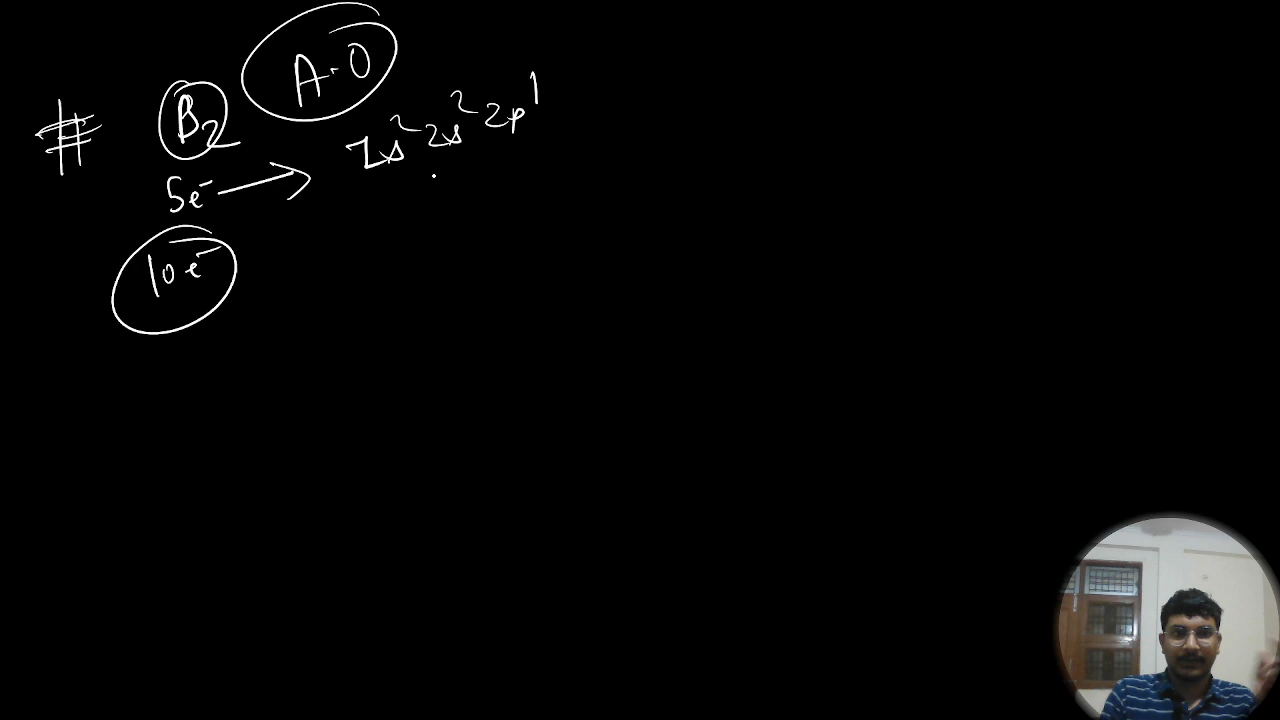 A.O
# B₂
1s² 2s² 2p¹
5e⁻ →
10e⁻